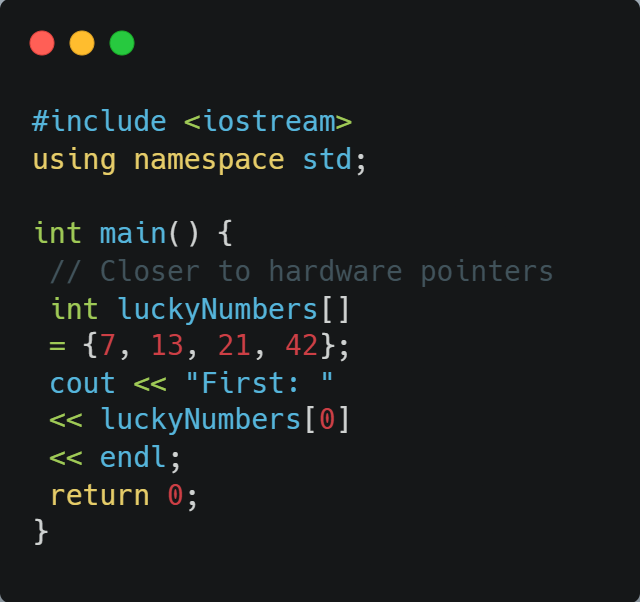 #include <iostream>
using namespace std;

int main() {
 // Closer to hardware pointers
 int luckyNumbers[]
 = {7, 13, 21, 42};
 cout << "First: "
 << luckyNumbers[0]
 << endl;
 return 0;
}